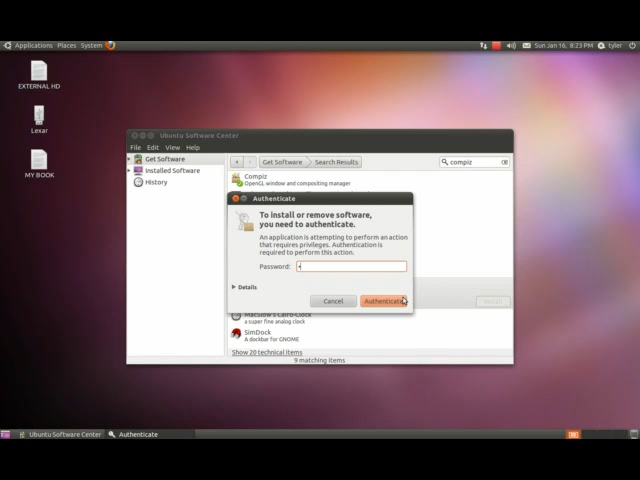 Applications Places System
Sun Jan 16, 8:23 PM
tyler
EXTERNAL HD
Lexar
MY BOOK
Ubuntu Software Center
File Edit View Help
Get Software
Installed Software
History
Get Software
Search Results
compiz
Compiz
OpenGL window and compositing manager
Authenticate
To install or remove software,
you need to authenticate.
An application is attempting to perform an action
that requires privileges. Authentication is
required to perform this action.
Password:
Details
Cancel
Authenticate
Install
MacSlow's Cairo-Clock
a super fine analog clock
SimDock
A dockbar for GNOME
Show 20 technical items
9 matching items
Ubuntu Software Center
Authenticate